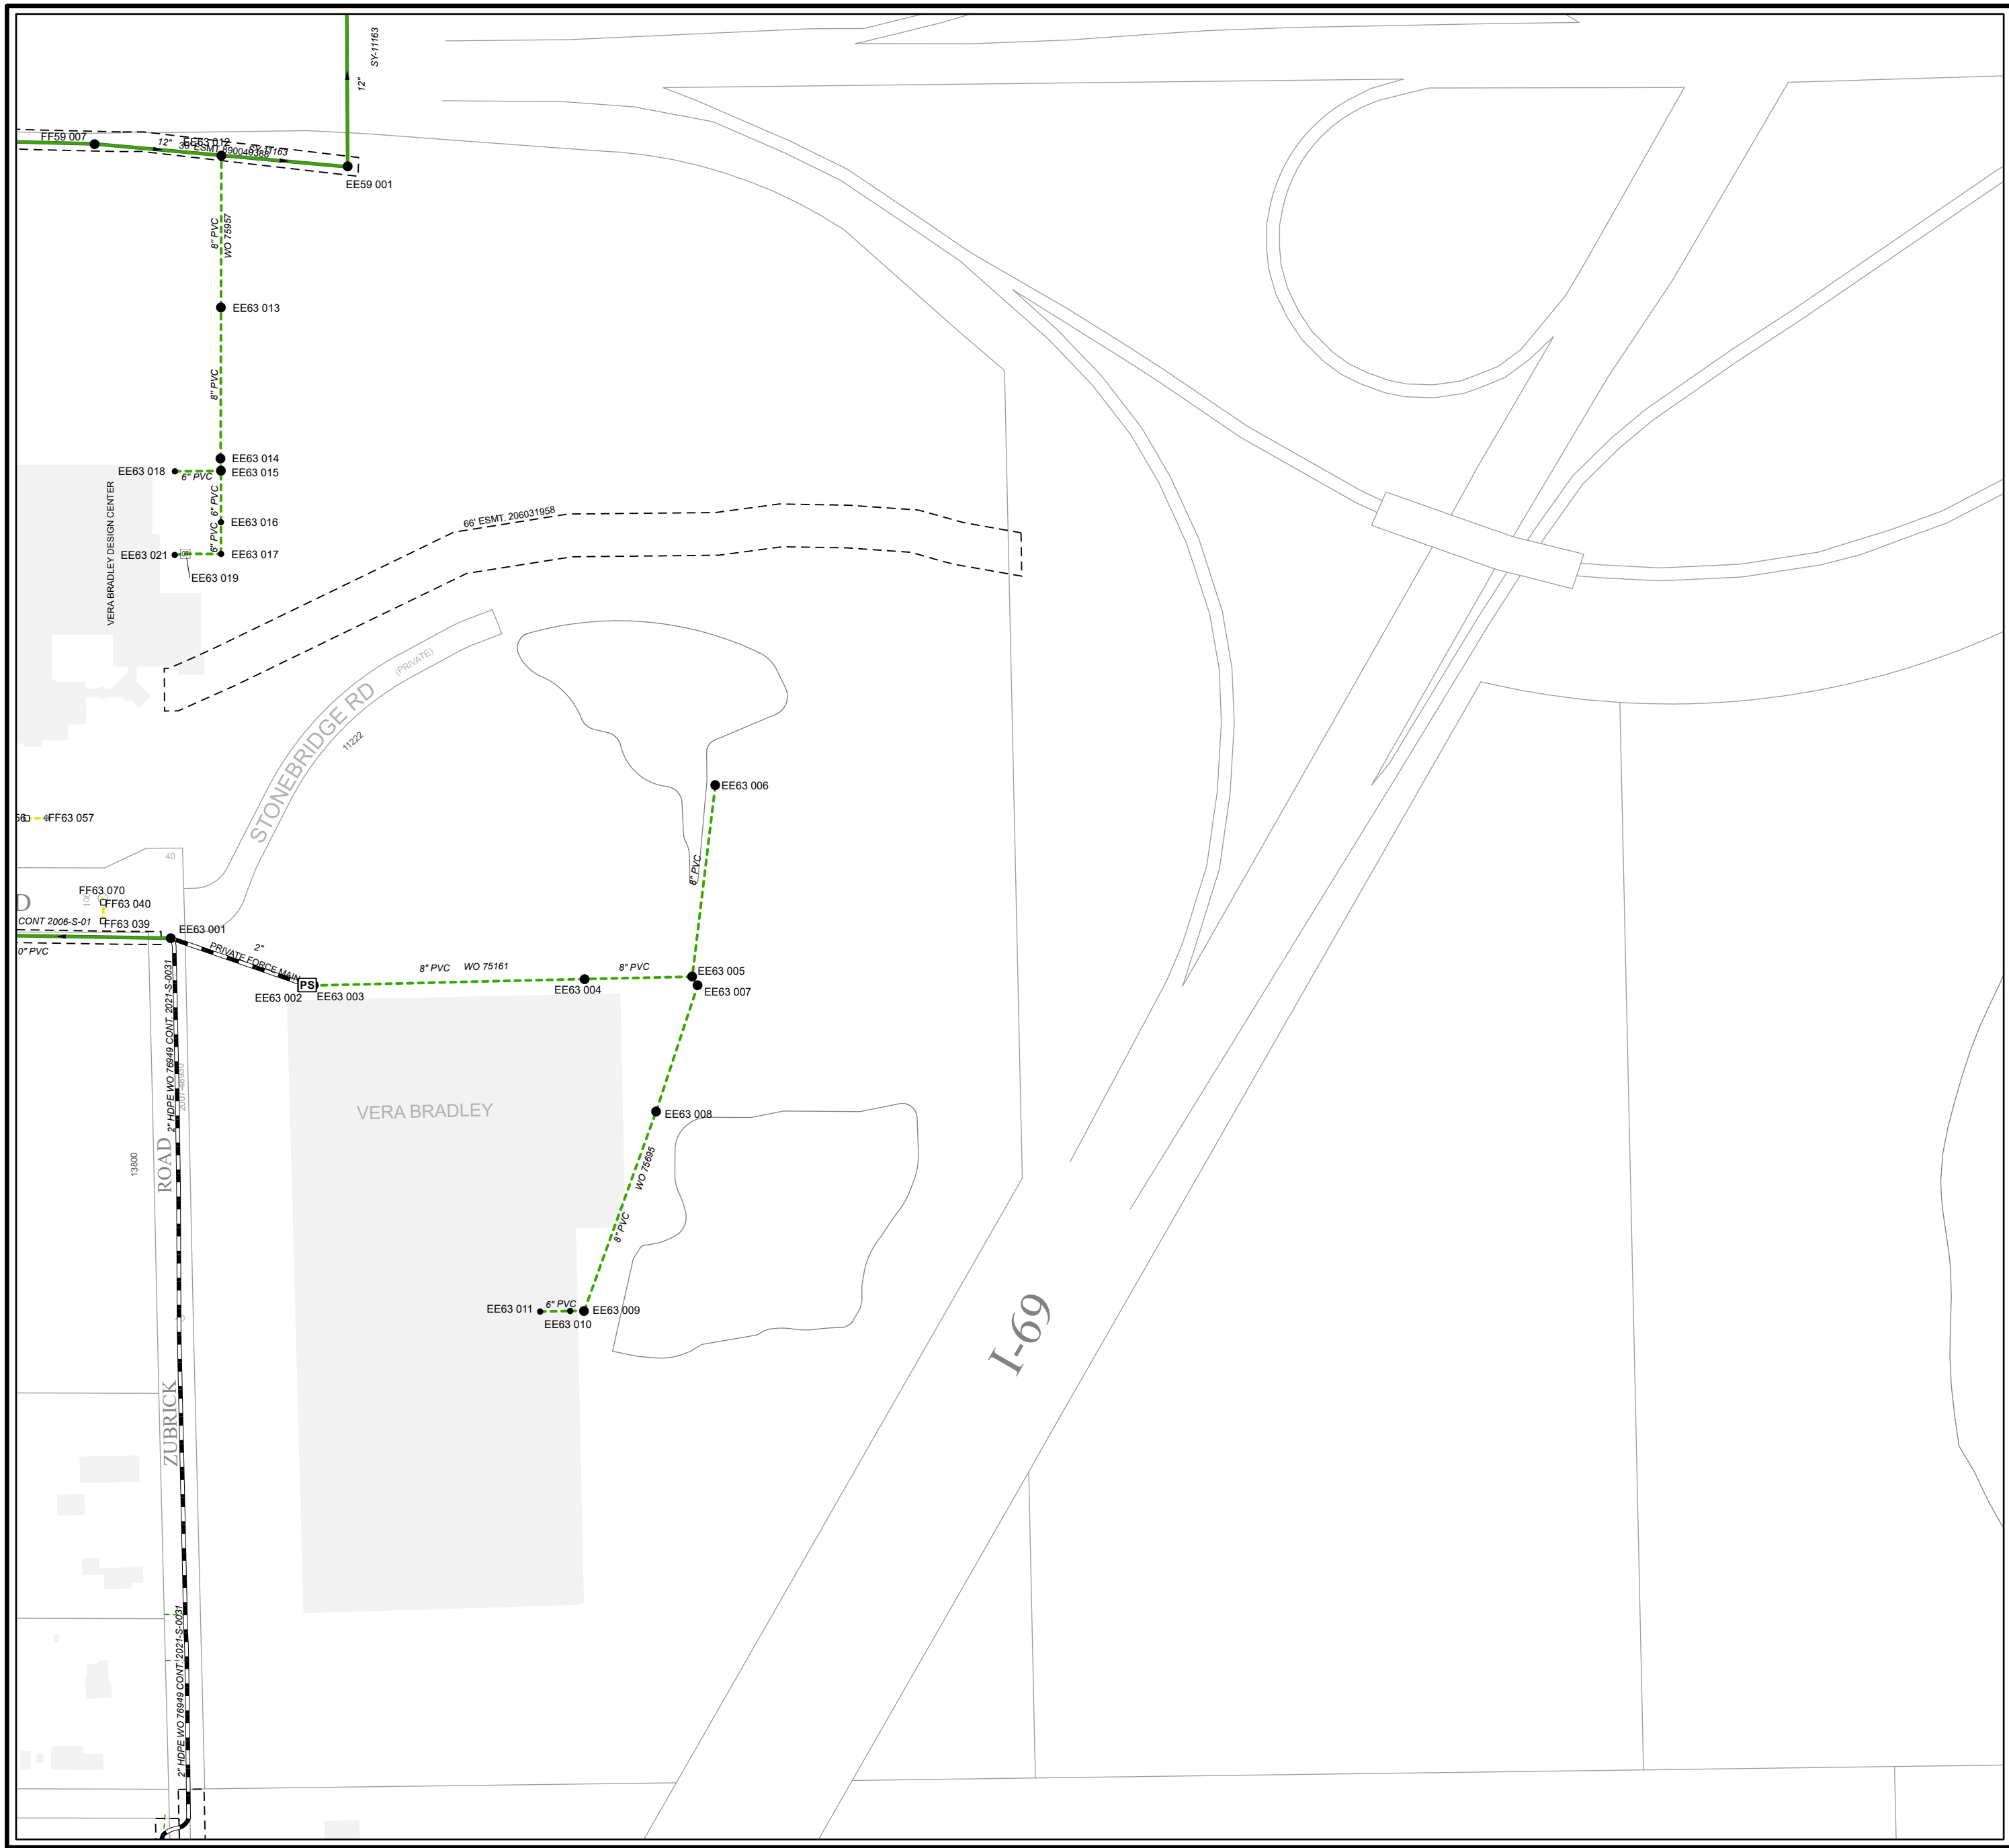 SY-11163
12"
FF59 007
12"
EE63 012
30' ESMT. 890049388
SY-11163
EE59 001
8" PVC
WO 75957
EE63 013
8" PVC
EE63 014
EE63 018
EE63 015
6" PVC
6" PVC
EE63 016
6" PVC
EE63 021
EE63 017
EE63 019
VERA BRADLEY DESIGN CENTER
66' ESMT. 206031958
STONEBRIDGE RD
(PRIVATE)
11222
EE63 006
8" PVC
56
FF63 057
40
FF63 070
FF63 040
D
FF63 039
CONT 2006-S-01
0" PVC
EE63 001
2"
PRIVATE FORCE MAIN
PS
EE63 002
EE63 003
8" PVC
WO 75161
8" PVC
EE63 004
EE63 005
EE63 007
2" HDPE WO 76949 CONT. 2021-S-0031
VERA BRADLEY
EE63 008
13800
ROAD
WO 75695
8" PVC
EE63 011
6" PVC
EE63 009
EE63 010
I-69
ZUBRICK
2" HDPE WO 76949 CONT. 2021-S-0031